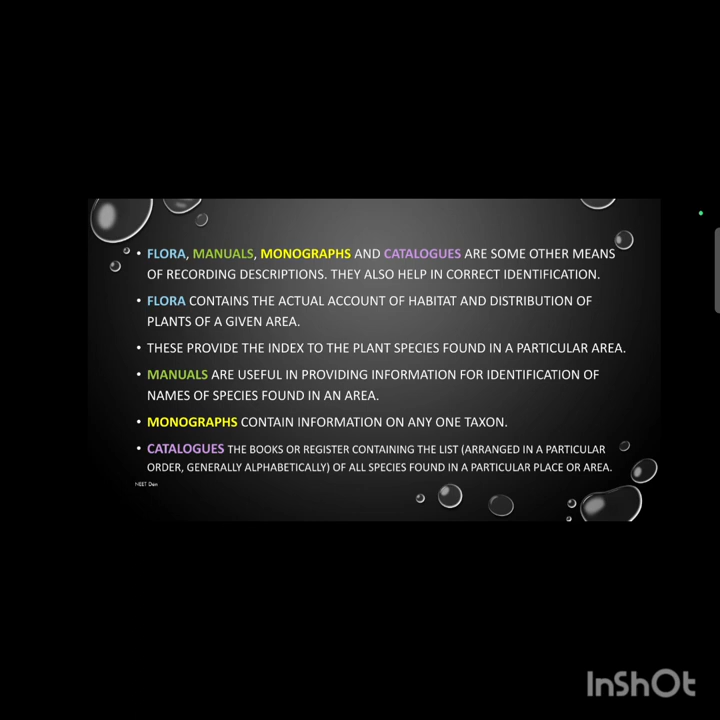 • FLORA, MANUALS, MONOGRAPHS AND CATALOGUES ARE SOME OTHER MEANS
OF RECORDING DESCRIPTIONS. THEY ALSO HELP IN CORRECT IDENTIFICATION.
• FLORA CONTAINS THE ACTUAL ACCOUNT OF HABITAT AND DISTRIBUTION OF
PLANTS OF A GIVEN AREA.
• THESE PROVIDE THE INDEX TO THE PLANT SPECIES FOUND IN A PARTICULAR AREA.
• MANUALS ARE USEFUL IN PROVIDING INFORMATION FOR IDENTIFICATION OF
NAMES OF SPECIES FOUND IN AN AREA.
• MONOGRAPHS CONTAIN INFORMATION ON ANY ONE TAXON.
• CATALOGUES THE BOOKS OR REGISTER CONTAINING THE LIST (ARRANGED IN A PARTICULAR
ORDER, GENERALLY ALPHABETICALLY) OF ALL SPECIES FOUND IN A PARTICULAR PLACE OR AREA.
NEET
InShOt